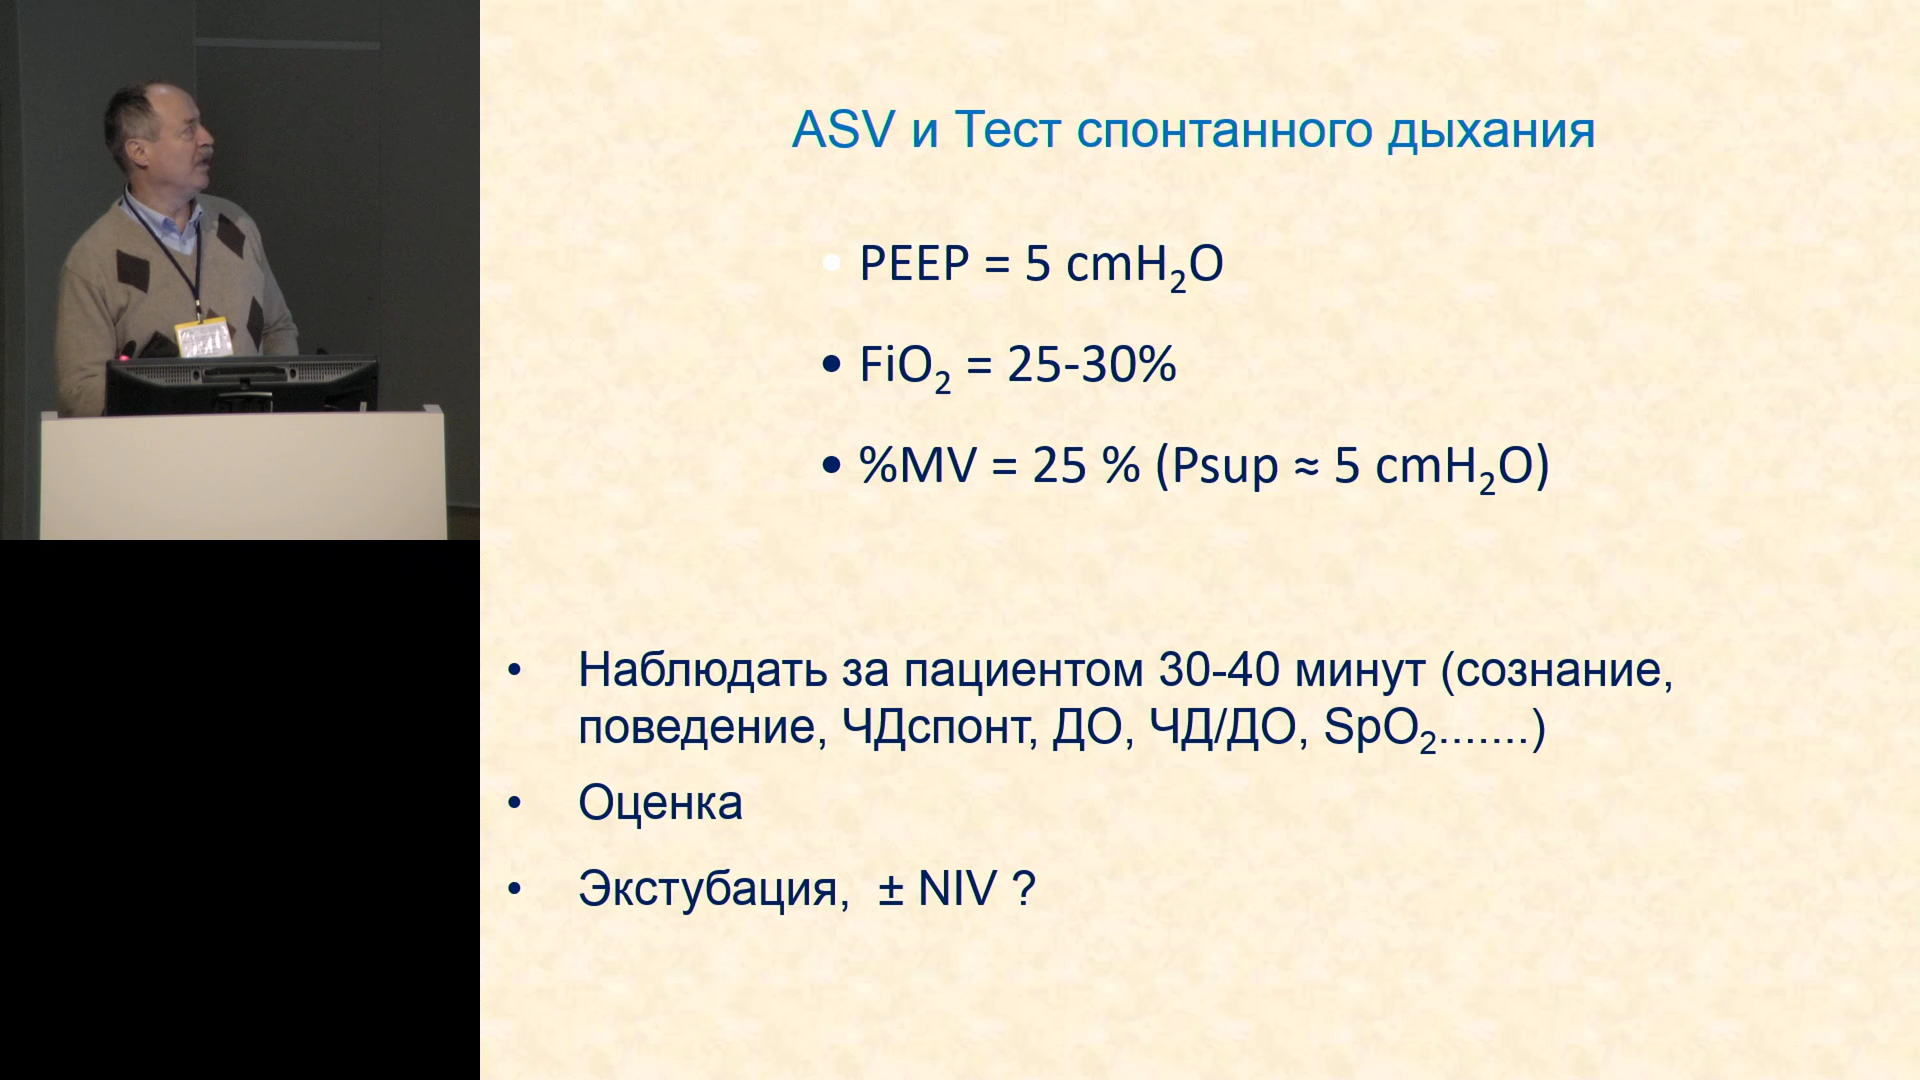 ASV и Тест спонтанного дыхания
• PEEP = 5 cmH₂O
• FiO₂ = 25-30%
• %MV = 25 % (Psup ≈ 5 cmH₂O)
• Наблюдать за пациентом 30-40 минут (сознание,
поведение, ЧДспонт, ДО, ЧД/ДО, SpO₂.......)
• Оценка
• Экстубация, ± NIV ?